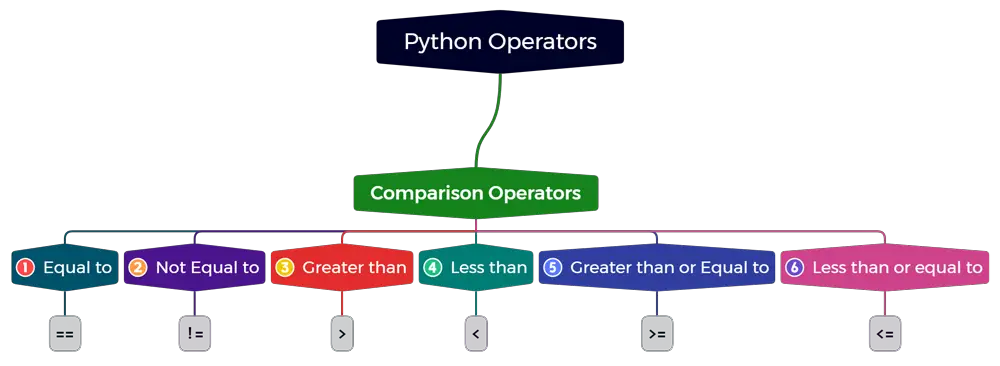 Python Operators
Comparison Operators
1 Equal to
2 Not Equal to
3 Greater than
4 Less than
5 Greater than or Equal to
6 Less than or equal to
==
!=
>
<
>=
<=